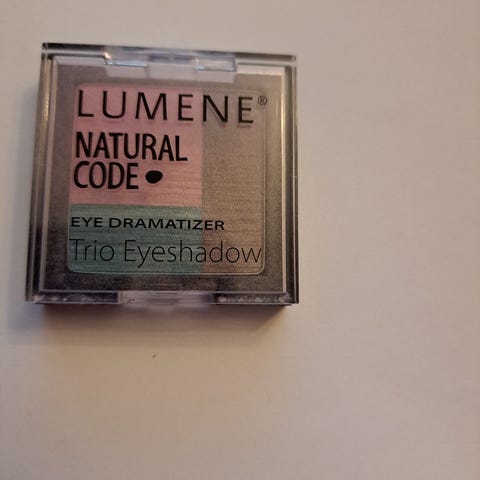 LUMENE®
NATURAL
CODE
EYE DRAMATIZER
Trio Eyeshadow